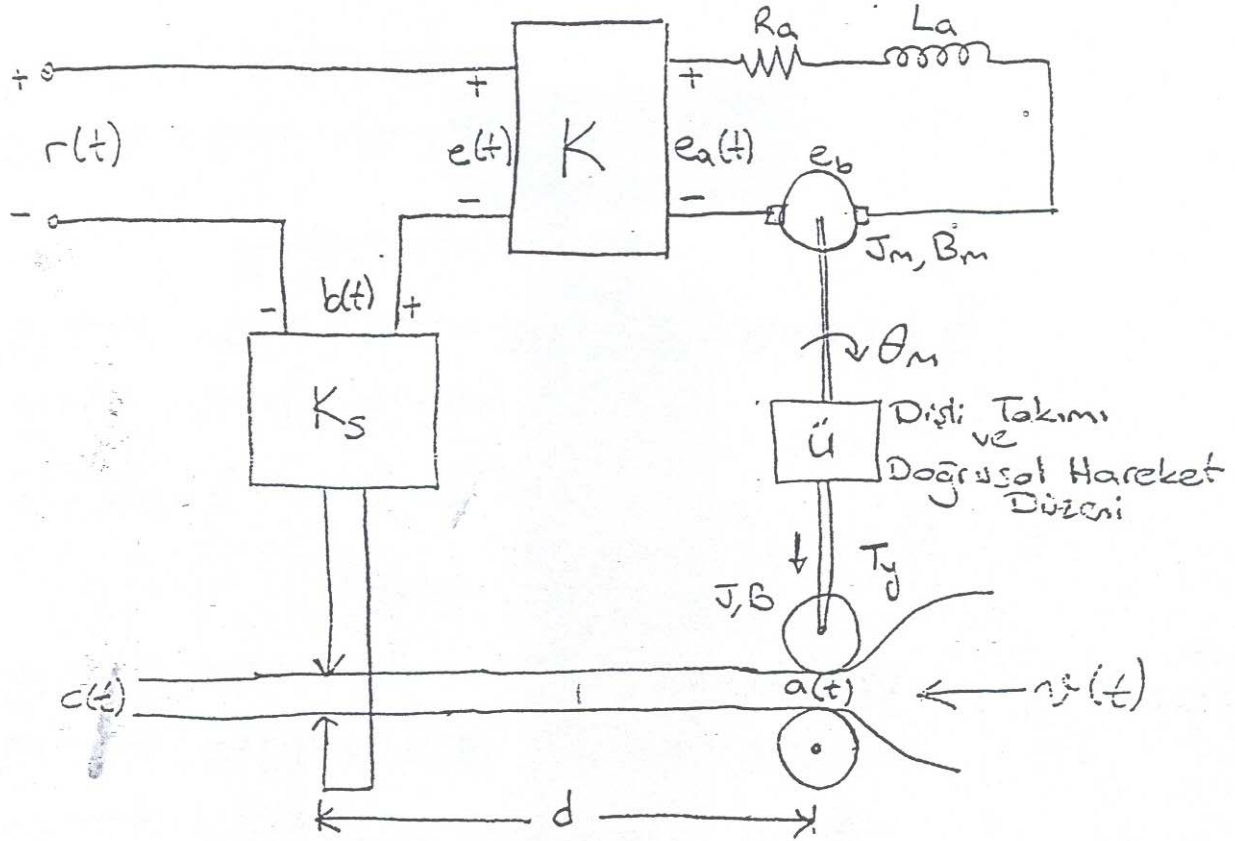 Ra
La
+
+
+
r(t)
e(t)
K
ea(t)
eb
-
-
-
Jm, Bm
-
b(t)
+
θm
Ks
Ü
Dişli Takımı
ve
Doğrusal Hareket
Düzeni
Ty
J,B
c(t)
a(t)
v(t)
d